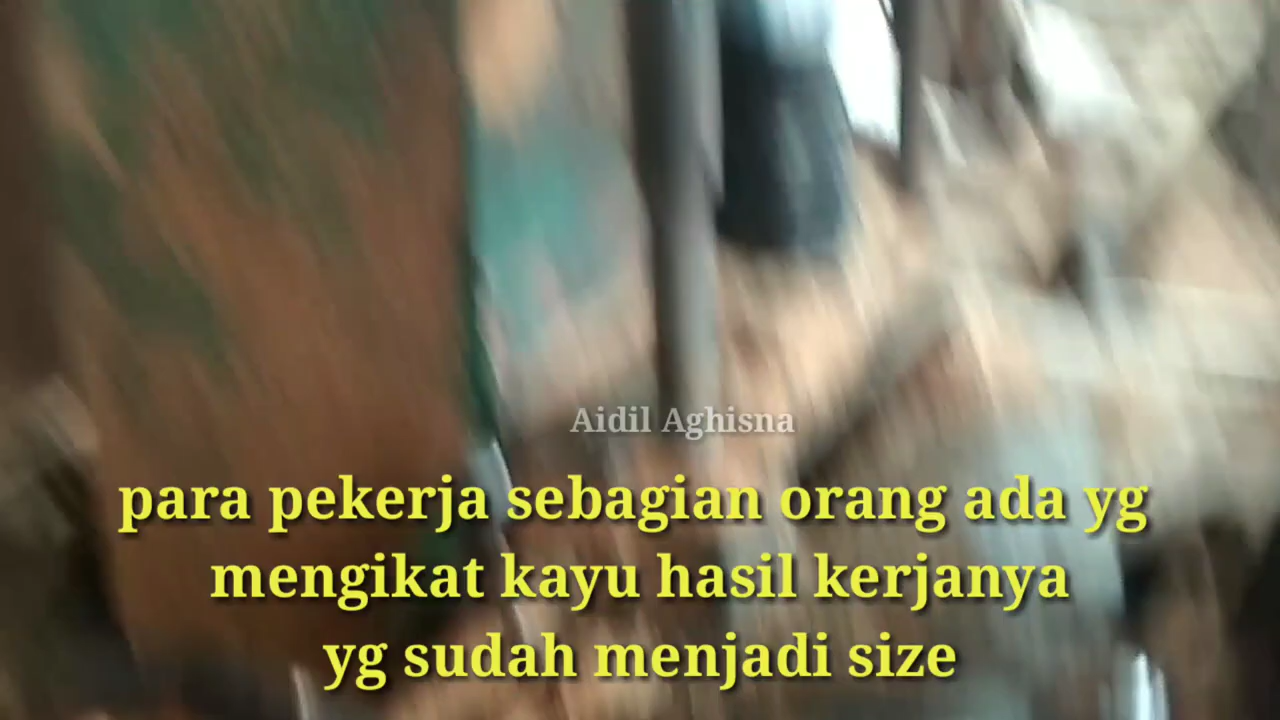 Aidil Aghisna
para pekerja sebagian orang ada yg
mengikat kayu hasil kerjanya
yg sudah menjadi size